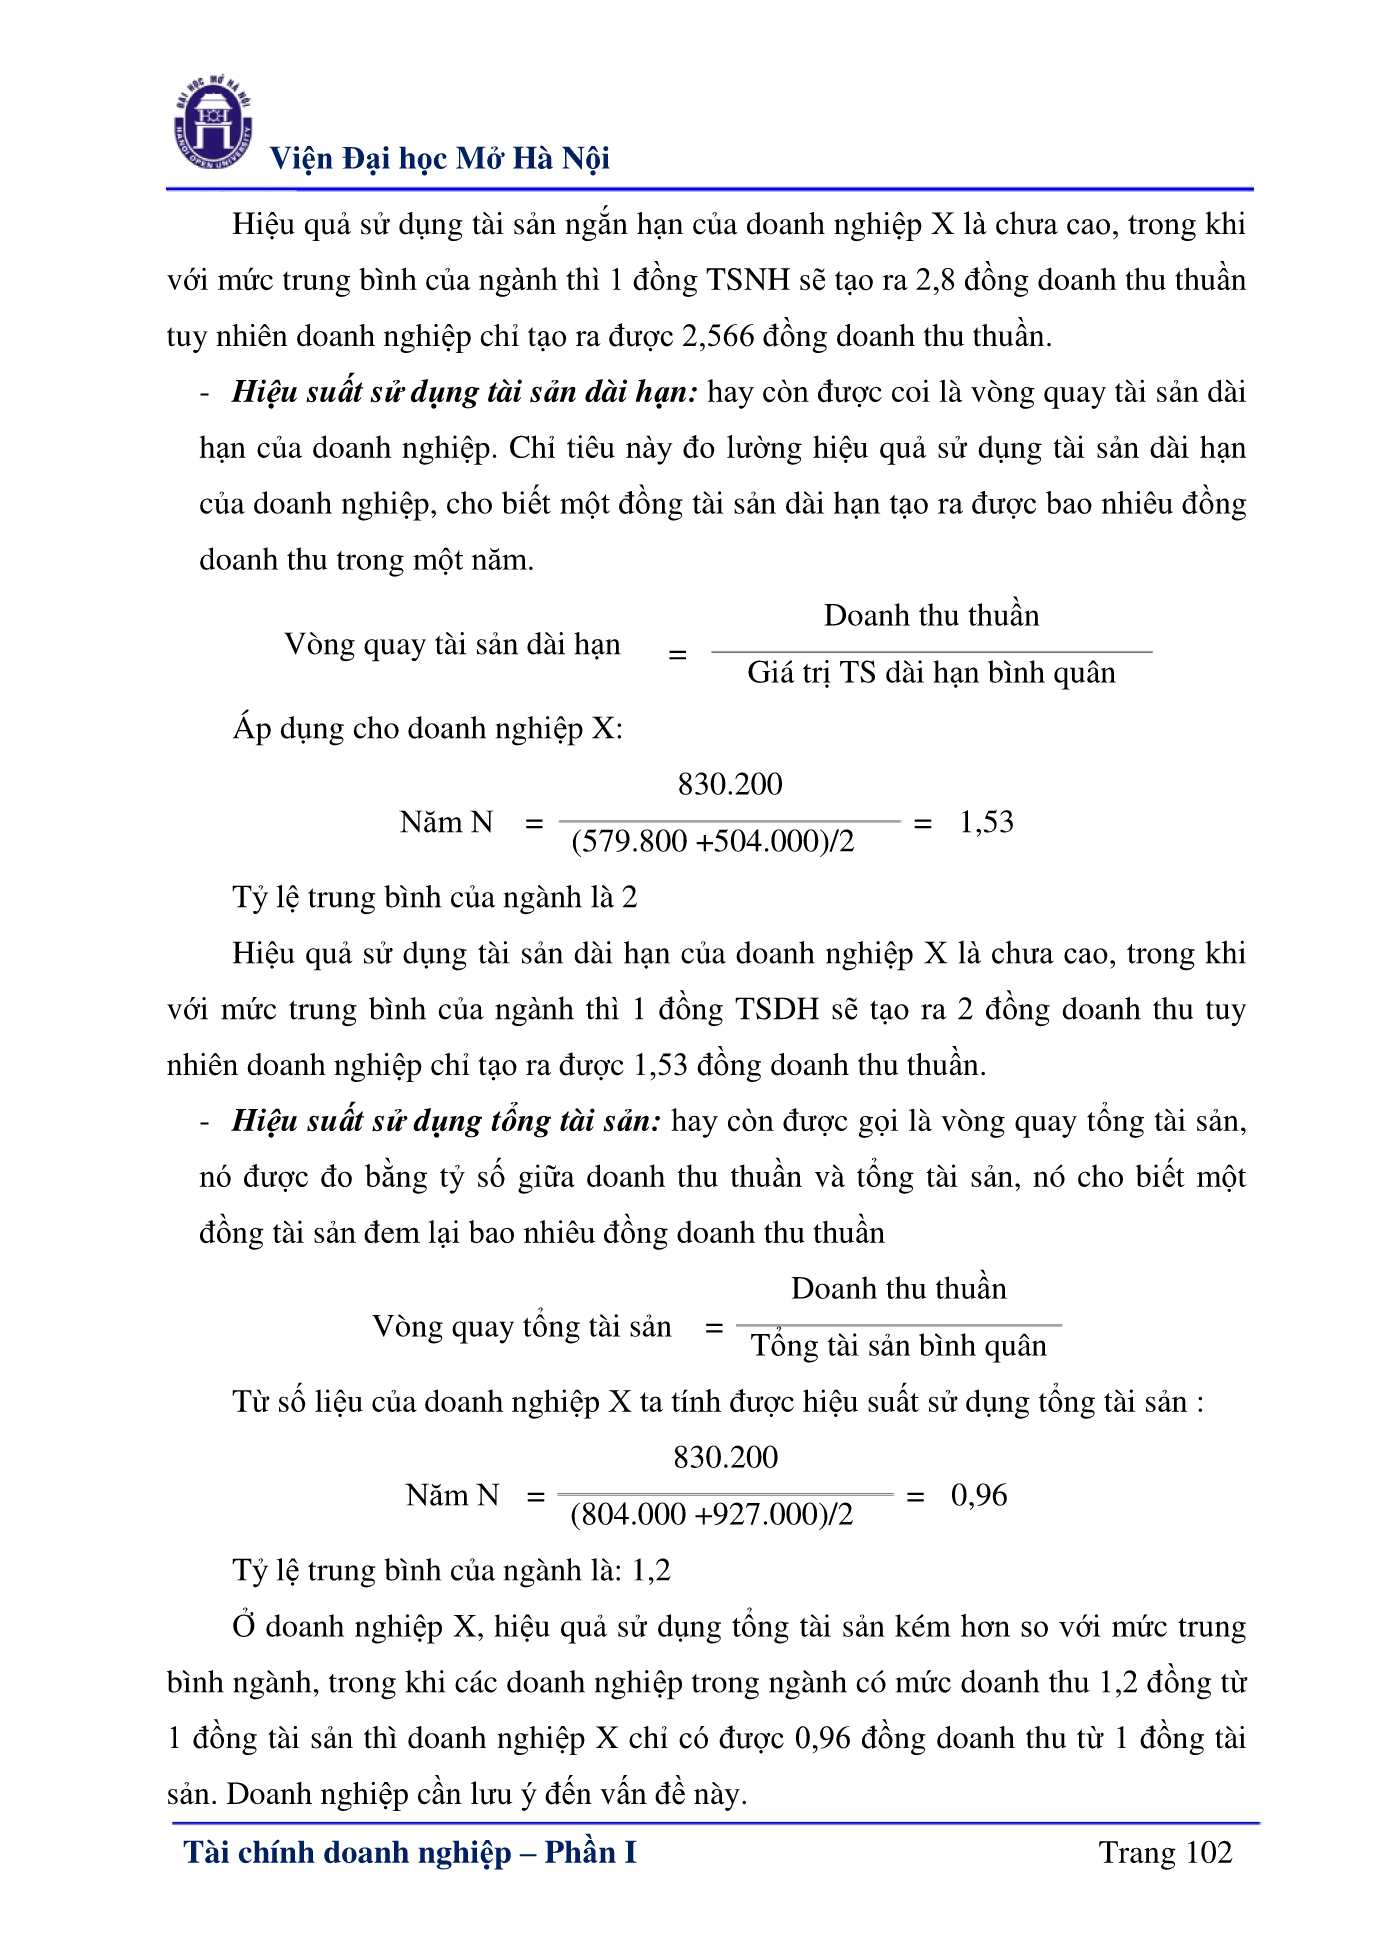 ĐẠI HỌC MỞ HÀ NỘI
HANOI OPEN UNIVERSITY
Viện Đại học Mở Hà Nội
Hiệu quả sử dụng tài sản ngắn hạn của doanh nghiệp X là chưa cao, trong khi
với mức trung bình của ngành thì 1 đồng TSNH sẽ tạo ra 2,8 đồng doanh thu thuần
tuy nhiên doanh nghiệp chỉ tạo ra được 2,566 đồng doanh thu thuần.
- Hiệu suất sử dụng tài sản dài hạn: hay còn được coi là vòng quay tài sản dài
hạn của doanh nghiệp. Chỉ tiêu này đo lường hiệu quả sử dụng tài sản dài hạn
của doanh nghiệp, cho biết một đồng tài sản dài hạn tạo ra được bao nhiêu đồng
doanh thu trong một năm.
Doanh thu thuần
Vòng quay tài sản dài hạn =
Giá trị TS dài hạn bình quân
Áp dụng cho doanh nghiệp X:
830.200
Năm N = = 1,53
(579.800 +504.000)/2
Tỷ lệ trung bình của ngành là 2
Hiệu quả sử dụng tài sản dài hạn của doanh nghiệp X là chưa cao, trong khi
với mức trung bình của ngành thì 1 đồng TSDH sẽ tạo ra 2 đồng doanh thu tuy
nhiên doanh nghiệp chỉ tạo ra được 1,53 đồng doanh thu thuần.
- Hiệu suất sử dụng tổng tài sản: hay còn được gọi là vòng quay tổng tài sản,
nó được đo bằng tỷ số giữa doanh thu thuần và tổng tài sản, nó cho biết một
đồng tài sản đem lại bao nhiêu đồng doanh thu thuần
Doanh thu thuần
Vòng quay tổng tài sản =
Tổng tài sản bình quân
Từ số liệu của doanh nghiệp X ta tính được hiệu suất sử dụng tổng tài sản :
830.200
Năm N = = 0,96
(804.000 +927.000)/2
Tỷ lệ trung bình của ngành là: 1,2
Ở doanh nghiệp X, hiệu quả sử dụng tổng tài sản kém hơn so với mức trung
bình ngành, trong khi các doanh nghiệp trong ngành có mức doanh thu 1,2 đồng từ
1 đồng tài sản thì doanh nghiệp X chỉ có được 0,96 đồng doanh thu từ 1 đồng tài
sản. Doanh nghiệp cần lưu ý đến vấn đề này.
Tài chính doanh nghiệp – Phần I Trang 102